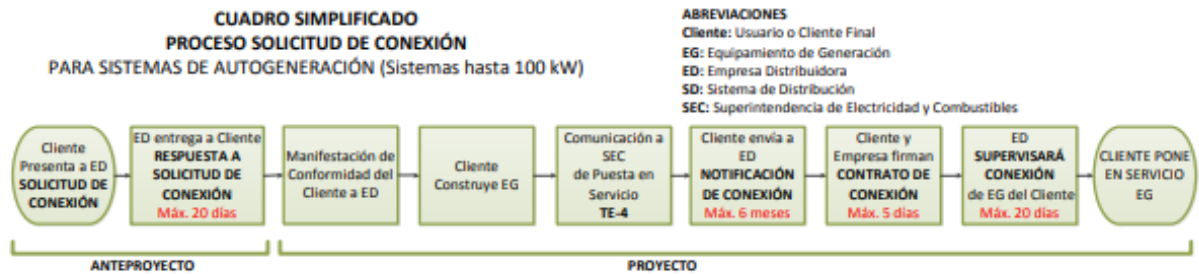 CUADRO SIMPLIFICADO
PROCESO SOLICITUD DE CONEXIÓN
PARA SISTEMAS DE AUTOGENERACIÓN (Sistemas hasta 100 kW)
ABREVIACIONES
Cliente: Usuario o Cliente Final
EG: Equipamiento de Generación
ED: Empresa Distribuidora
SD: Sistema de Distribución
SEC: Superintendencia de Electricidad y Combustibles
Cliente
Presenta a ED
SOLICITUD DE
CONEXIÓN
ED entrega a Cliente
RESPUESTA A
SOLICITUD DE
CONEXIÓN
Máx. 20 días
Manifestación de
Conformidad del
Cliente a ED
Cliente
Construye EG
Comunicación a
SEC
de Puesta en
Servicio
TE-4
Cliente envía a
ED
NOTIFICACIÓN
DE CONEXIÓN
Máx. 6 meses
Cliente y
Empresa firman
CONTRATO DE
CONEXIÓN
Máx. 5 días
ED
SUPERVISARÁ
CONEXIÓN
de EG del Cliente
Máx. 20 días
CLIENTE PONE
EN SERVICIO
EG
ANTEPROYECTO
PROYECTO